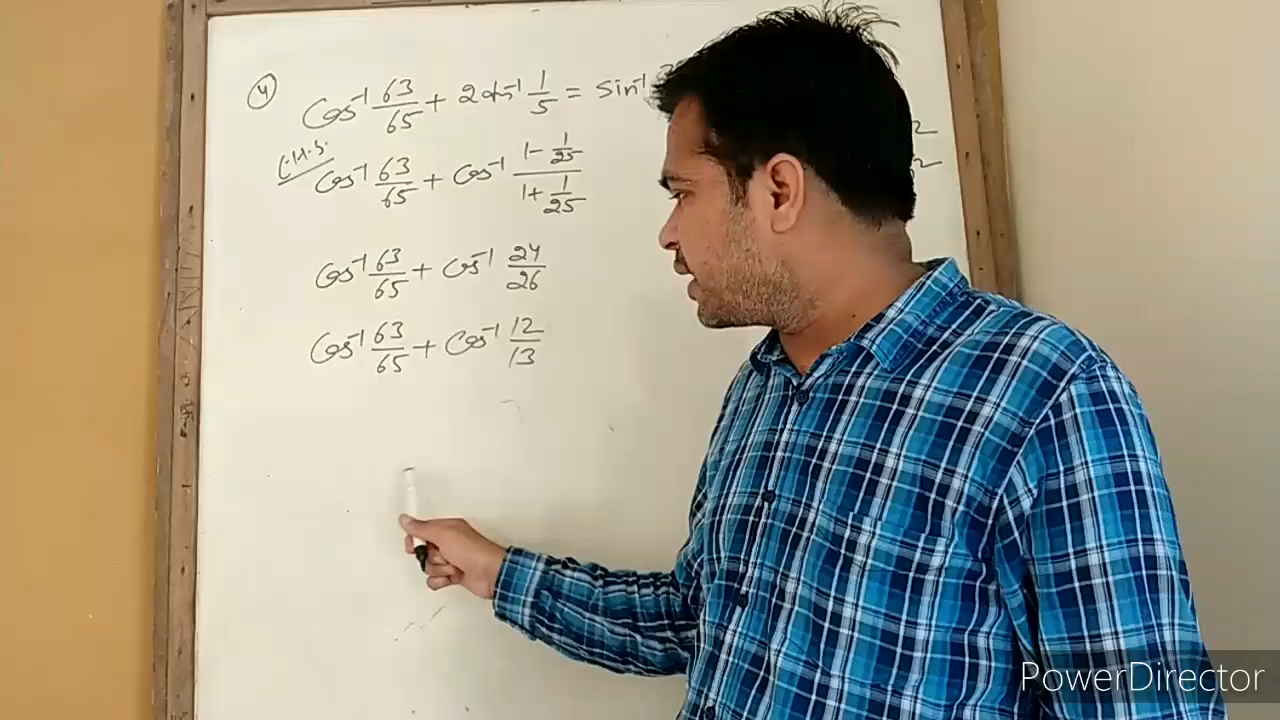 ④ Cos⁻¹ 63/65 + 2 tan⁻¹ 1/5 = sin⁻¹ 3
L.H.S. Cos⁻¹ 63/65 + Cos⁻¹ (1 - 1/25)/(1 + 1/25)
Cos⁻¹ 63/65 + Cos⁻¹ 24/26
Cos⁻¹ 63/65 + Cos⁻¹ 12/13
PowerDirector